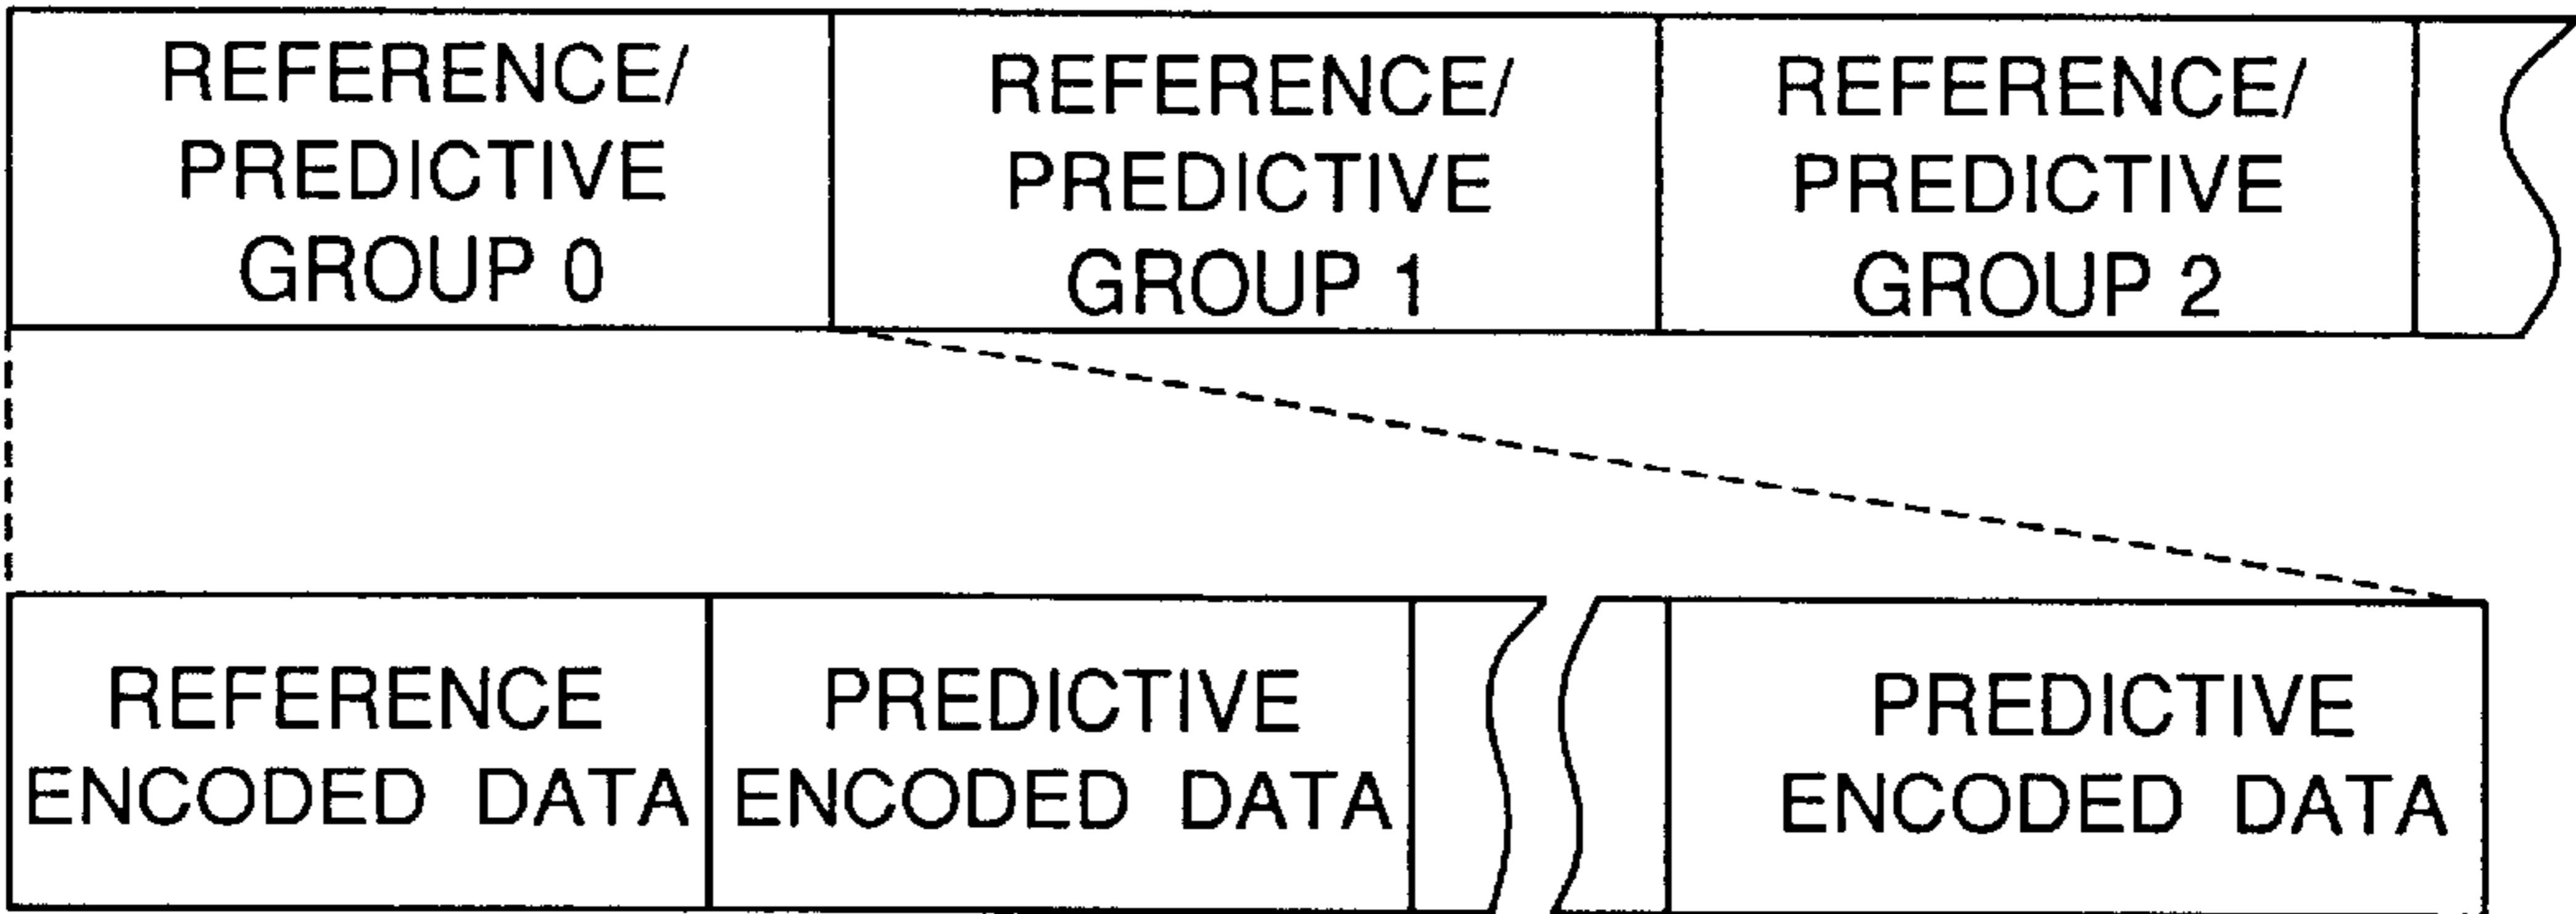 REFERENCE/
PREDICTIVE
GROUP 0
REFERENCE/
PREDICTIVE
GROUP 1
REFERENCE/
PREDICTIVE
GROUP 2
REFERENCE
ENCODED DATA
PREDICTIVE
ENCODED DATA
PREDICTIVE
ENCODED DATA